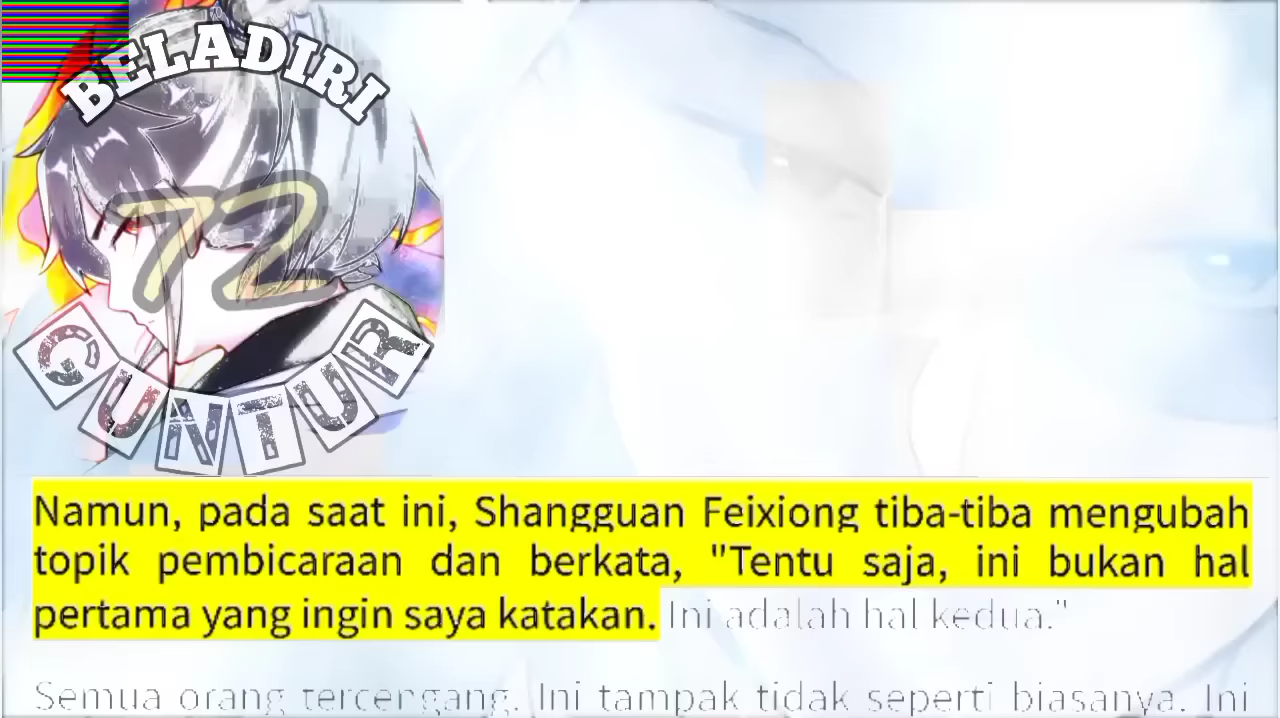 BELADIRI
72
GUNTUR
Namun, pada saat ini, Shangguan Feixiong tiba-tiba mengubah
topik pembicaraan dan berkata, "Tentu saja, ini bukan hal
pertama yang ingin saya katakan. Ini adalah hal kedua."
Semua orang tercengang. Ini tampak tidak seperti biasanya. Ini